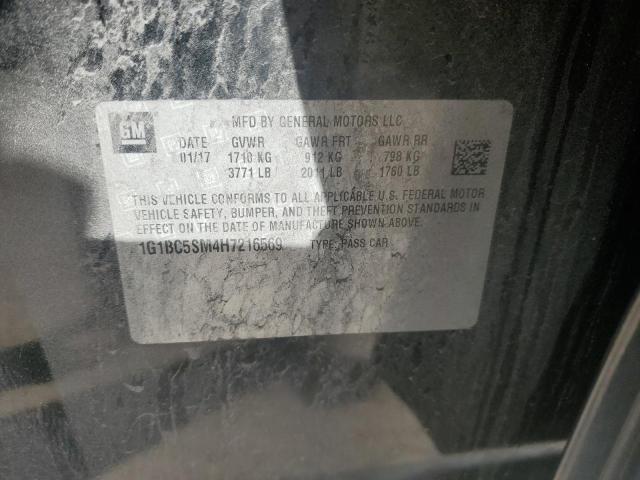 GM
MFD BY GENERAL MOTORS LLC
DATE GVWR GAWR FRT GAWR RR
01/17 1710 KG 912 KG 798 KG
3771 LB 2011 LB 1760 LB
THIS VEHICLE CONFORMS TO ALL APPLICABLE U.S. FEDERAL MOTOR
VEHICLE SAFETY, BUMPER, AND THEFT PREVENTION STANDARDS IN
EFFECT ON THE DATE OF MANUFACTURE SHOWN ABOVE.
1G1BC5SM4H7216569 TYPE: PASS CAR